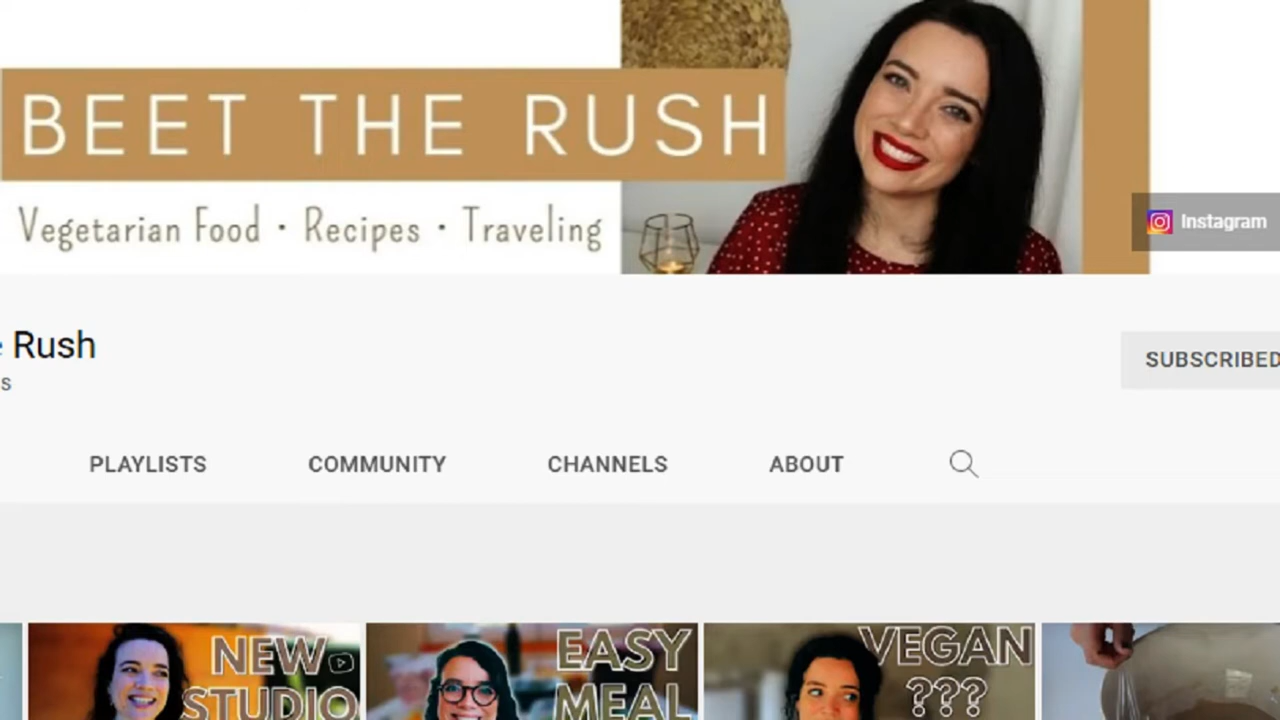 BEET THE RUSH
Vegetarian Food · Recipes · Traveling
Instagram
Rush
SUBSCRIBED
PLAYLISTS COMMUNITY CHANNELS ABOUT
NEW
STUDIO
EASY
MEAL
VEGAN
???